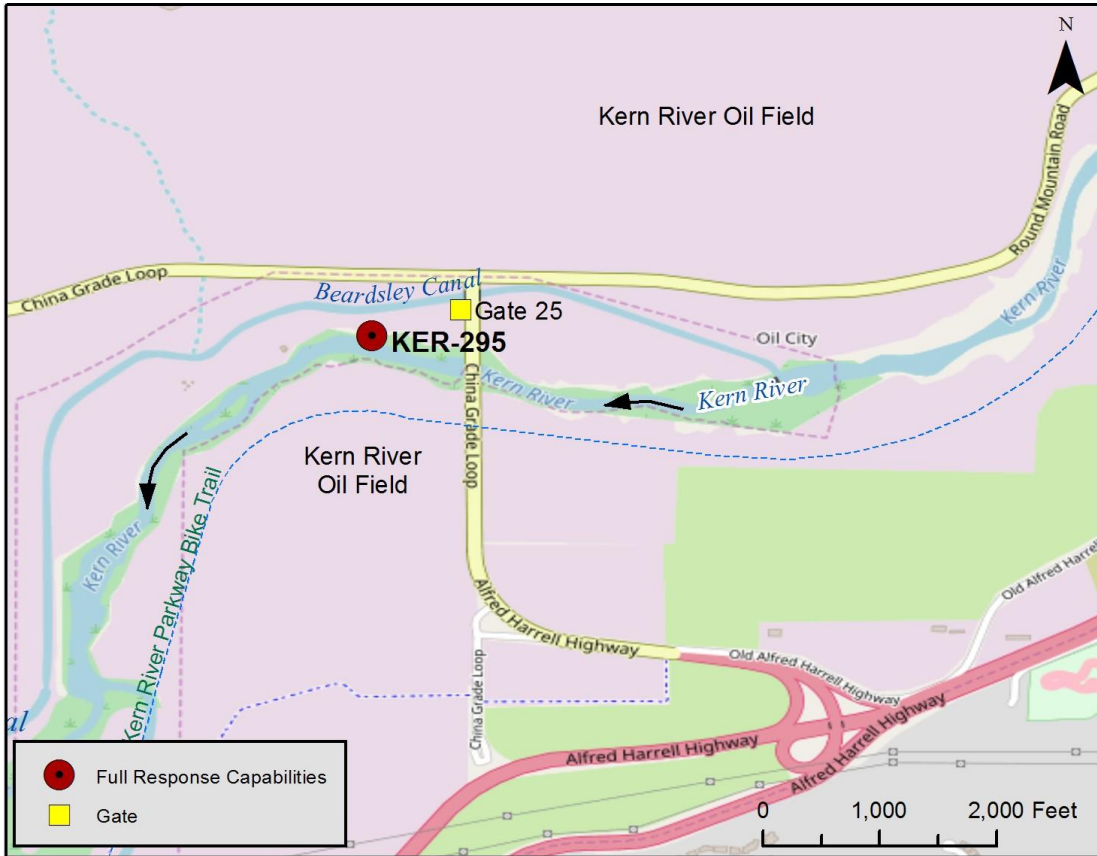 N
Kern River Oil Field
Round Mountain Road
China Grade Loop
Beardsley Canal
Kern River
Gate 25
KER-295
Oil City
China Grade Loop
Kern River
Kern River
Kern River
Oil Field
Kern River
Kern River Parkway Bike Trail
Alfred Harrell Highway
Old Alfred Harrell
Old Alfred Harrell Highway
China Grade Loop
Alfred Harrell Highway
Alfred Harrell Highway
al
Full Response Capabilities
Gate
0 1,000 2,000 Feet